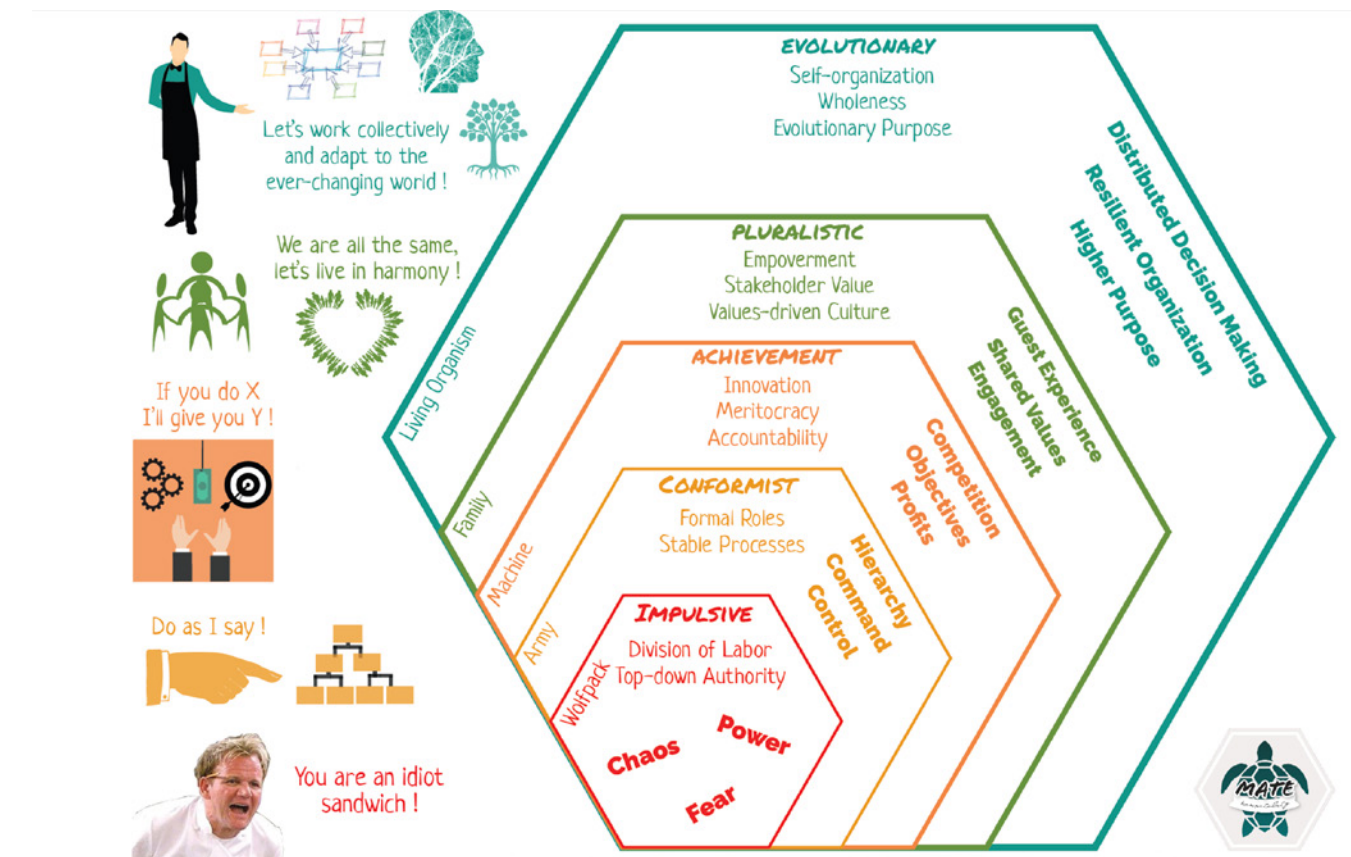 Let's work collectively
and adapt to the
ever-changing world !
We are all the same,
let's live in harmony !
If you do X
I'll give you Y !
Do as I say !
You are an idiot
sandwich !
EVOLUTIONARY
Self-organization
Wholeness
Evolutionary Purpose
Distributed Decision Making
Resilient Organization
Higher Purpose
Living Organism
PLURALISTIC
Empoverment
Stakeholder Value
Values-driven Culture
Guest Experience
Shared Values
Engagement
Family
ACHIEVEMENT
Innovation
Meritocracy
Accountability
Competition
Objectives
Profits
Machine
CONFORMIST
Formal Roles
Stable Processes
Hierarchy
Command
Control
Army
IMPULSIVE
Division of Labor
Top-down Authority
Wolfpack
Chaos
Power
Fear
MATE